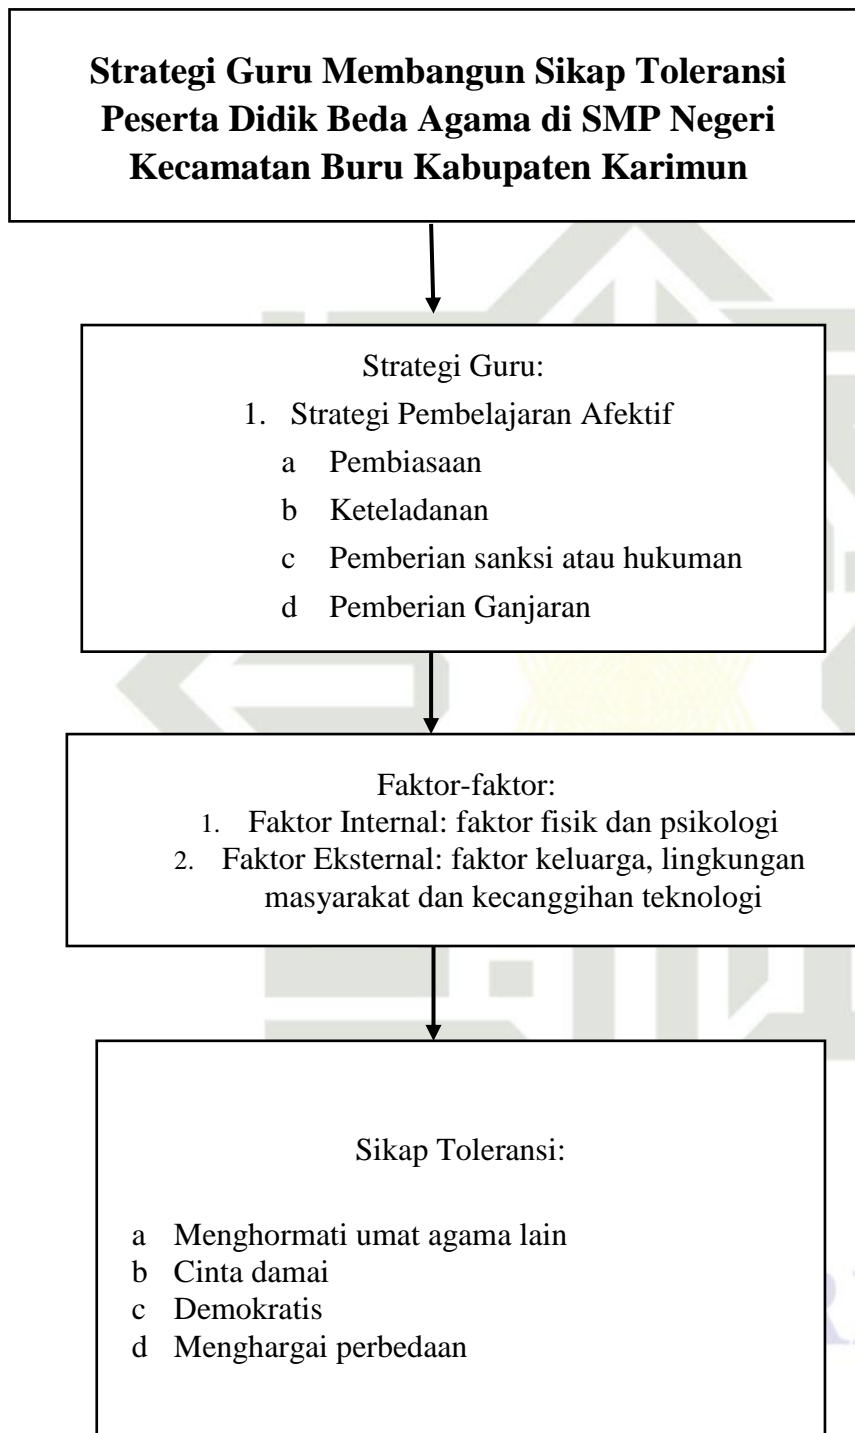 Strategi Guru Membangun Sikap Toleransi
Peserta Didik Beda Agama di SMP Negeri
Kecamatan Buru Kabupaten Karimun
Strategi Guru:
1. Strategi Pembelajaran Afektif
a Pembiasaan
b Keteladanan
c Pemberian sanksi atau hukuman
d Pemberian Ganjaran
Faktor-faktor:
1. Faktor Internal: faktor fisik dan psikologi
2. Faktor Eksternal: faktor keluarga, lingkungan
masyarakat dan kecanggihan teknologi
Sikap Toleransi:
a Menghormati umat agama lain
b Cinta damai
c Demokratis
d Menghargai perbedaan